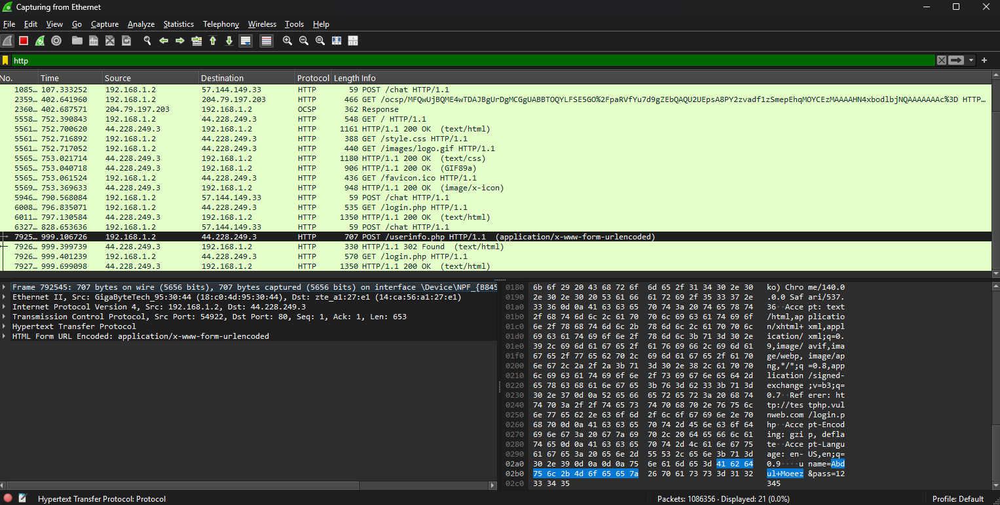 Capturing from Ethernet
File Edit View Go Capture Analyze Statistics Telephony Wireless Tools Help
http
No. Time Source Destination Protocol Length Info
1085… 107.333252 192.168.1.2 57.144.149.33 HTTP 59 POST /chat HTTP/1.1
2359… 402.641960 192.168.1.2 204.79.197.203 HTTP 466 GET /ocsp/MFQwUjBQME4wTDAJBgUrDgMCGgUABBTOQYLFSE5GO%2FpaRVfYu7d9gZEbQAQU2UEpsA8PY2zvadf1zSmepEhqMOYCEzMAAAAHN4xbodlbjNQAAAAAAAc%3D HTTP…
2360… 402.687571 204.79.197.203 192.168.1.2 OCSP 362 Response
5558… 752.390843 192.168.1.2 44.228.249.3 HTTP 548 GET / HTTP/1.1
5561… 752.700620 44.228.249.3 192.168.1.2 HTTP 1161 HTTP/1.1 200 OK (text/html)
5561… 752.716892 192.168.1.2 44.228.249.3 HTTP 388 GET /style.css HTTP/1.1
5561… 752.717052 192.168.1.2 44.228.249.3 HTTP 440 GET /images/logo.gif HTTP/1.1
5565… 753.021714 44.228.249.3 192.168.1.2 HTTP 1180 HTTP/1.1 200 OK (text/css)
5565… 753.040718 44.228.249.3 192.168.1.2 HTTP 906 HTTP/1.1 200 OK (GIF89a)
5565… 753.061524 192.168.1.2 44.228.249.3 HTTP 436 GET /favicon.ico HTTP/1.1
5569… 753.369633 44.228.249.3 192.168.1.2 HTTP 948 HTTP/1.1 200 OK (image/x-icon)
5946… 790.568084 192.168.1.2 57.144.149.33 HTTP 59 POST /chat HTTP/1.1
6008… 796.835071 192.168.1.2 44.228.249.3 HTTP 535 GET /login.php HTTP/1.1
6011… 797.130584 44.228.249.3 192.168.1.2 HTTP 1350 HTTP/1.1 200 OK (text/html)
6327… 828.653636 192.168.1.2 57.144.149.33 HTTP 59 POST /chat HTTP/1.1
7925… 999.106726 192.168.1.2 44.228.249.3 HTTP 707 POST /userinfo.php HTTP/1.1 (application/x-www-form-urlencoded)
7926… 999.399739 44.228.249.3 192.168.1.2 HTTP 330 HTTP/1.1 302 Found (text/html)
7926… 999.401239 192.168.1.2 44.228.249.3 HTTP 570 GET /login.php HTTP/1.1
7927… 999.699098 44.228.249.3 192.168.1.2 HTTP 1350 HTTP/1.1 200 OK (text/html)
Frame 792545: 707 bytes on wire (5656 bits), 707 bytes captured (5656 bits) on interface \Device\NPF_{B845
Ethernet II, Src: GigaByteTech_95:30:44 (18:c0:4d:95:30:44), Dst: zte_a1:27:e1 (14:ca:56:a1:27:e1)
Internet Protocol Version 4, Src: 192.168.1.2, Dst: 44.228.249.3
Transmission Control Protocol, Src Port: 54922, Dst Port: 80, Seq: 1, Ack: 1, Len: 653
Hypertext Transfer Protocol
HTML Form URL Encoded: application/x-www-form-urlencoded
0180 6b 6f 29 20 43 68 72 6f 6d 65 2f 31 34 30 2e 30 ko) Chro me/140.0
0190 2e 30 2e 30 20 53 61 66 61 72 69 2f 35 33 37 2e .0.0 Saf ari/537.
01a0 33 36 0d 0a 41 63 63 65 70 74 3a 20 74 65 78 74 36··Acce pt: text
01b0 2f 68 74 6d 6c 2c 61 70 70 6c 69 63 61 74 69 6f /html,ap plicatio
01c0 6e 2f 78 68 74 6d 6c 2b 78 6d 6c 2c 61 70 70 6c n/xhtml+ xml,appl
01d0 69 63 61 74 69 6f 6e 2f 78 6d 6c 3b 71 3d 30 2e ication/ xml;q=0.
01e0 39 2c 69 6d 61 67 65 2f 61 76 69 66 2c 69 6d 61 9,image/ avif,ima
01f0 67 65 2f 77 65 62 70 2c 69 6d 61 67 65 2f 61 70 ge/webp, image/ap
0200 6e 67 2c 2a 2f 2a 3b 71 3d 30 2e 38 2c 61 70 70 ng,*/*;q =0.8,app
0210 6c 69 63 61 74 69 6f 6e 2f 73 69 67 6e 65 64 2d lication /signed-
0220 65 78 63 68 61 6e 67 65 3b 76 3d 62 33 3b 71 3d exchange ;v=b3;q=
0230 30 2e 37 0d 0a 52 65 66 65 72 65 72 3a 20 68 74 0.7··Ref erer: ht
0240 74 70 3a 2f 2f 74 65 73 74 70 68 70 2e 76 75 6c tp://tes tphp.vul
0250 6e 77 65 62 2e 63 6f 6d 2f 6c 6f 67 69 6e 2e 70 nweb.com /login.p
0260 68 70 0d 0a 41 63 63 65 70 74 2d 45 6e 63 6f 64 hp··Acce pt-Encod
0270 69 6e 67 3a 20 67 7a 69 70 2c 20 64 65 66 6c 61 ing: gzi p, defla
0280 74 65 0d 0a 41 63 63 65 70 74 2d 4c 61 6e 67 75 te··Acce pt-Langu
0290 61 67 65 3a 20 65 6e 2d 55 53 2c 65 6e 3b 71 3d age: en- US,en;q=
02a0 30 2e 39 0d 0a 0d 0a 75 6e 61 6d 65 3d 41 62 64 0.9····u name=Abd
02b0 75 6c 2b 4d 6f 65 65 7a 26 70 61 73 73 3d 31 32 ul+Moeez &pass=12
02c0 33 34 35 345
Hypertext Transfer Protocol: Protocol Packets: 1086356 · Displayed: 21 (0.0%) Profile: Default